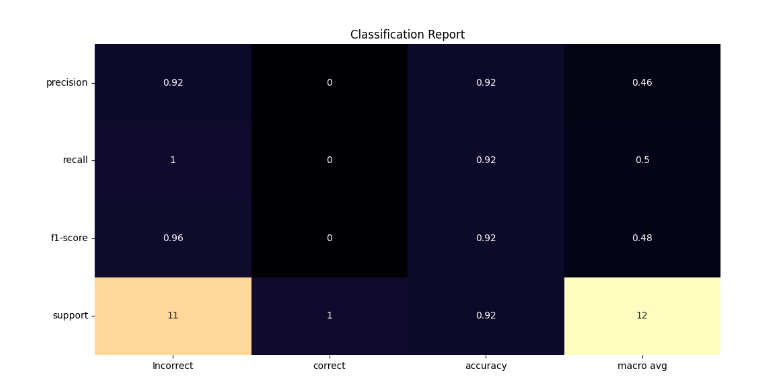 Classification Report
precision 0.92 0 0.92 0.46
recall 1 0 0.92 0.5
f1-score 0.96 0 0.92 0.48
support 11 1 0.92 12
Incorrect correct accuracy macro avg